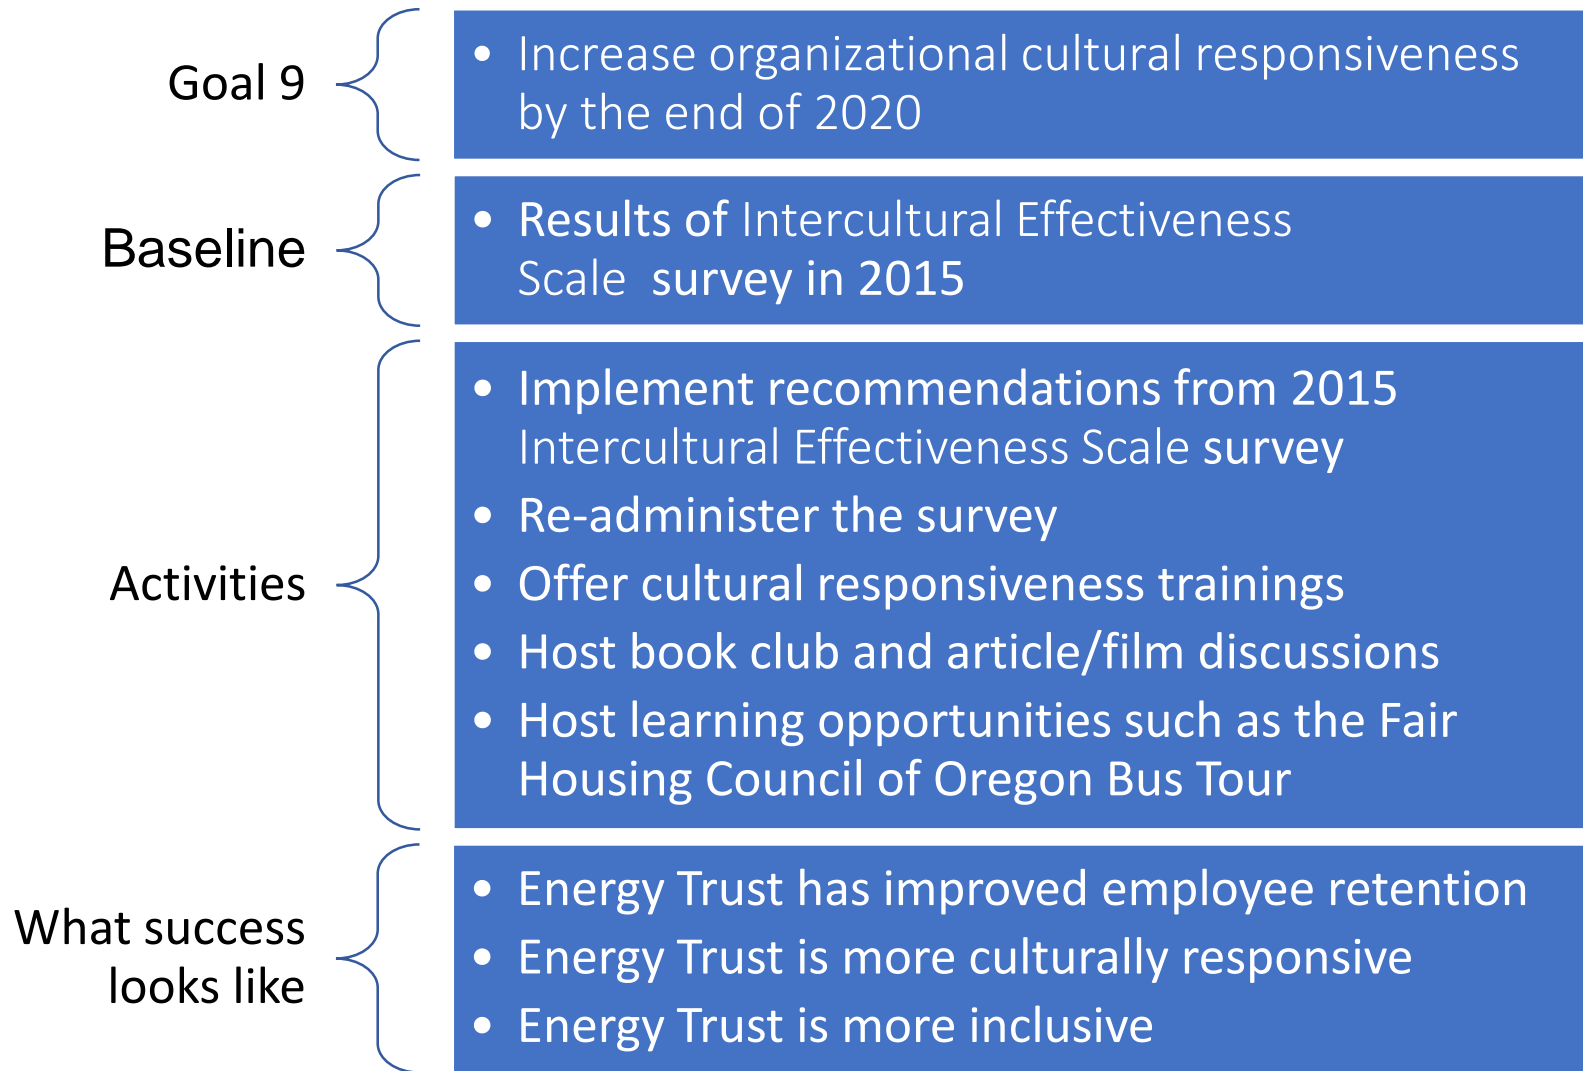 Goal 9
• Increase organizational cultural responsiveness
by the end of 2020
Baseline
• Results of Intercultural Effectiveness
Scale  survey in 2015
Activities
• Implement recommendations from 2015
Intercultural Effectiveness Scale survey
• Re-administer the survey
• Offer cultural responsiveness trainings
• Host book club and article/film discussions
• Host learning opportunities such as the Fair
Housing Council of Oregon Bus Tour
What success
looks like
• Energy Trust has improved employee retention
• Energy Trust is more culturally responsive
• Energy Trust is more inclusive